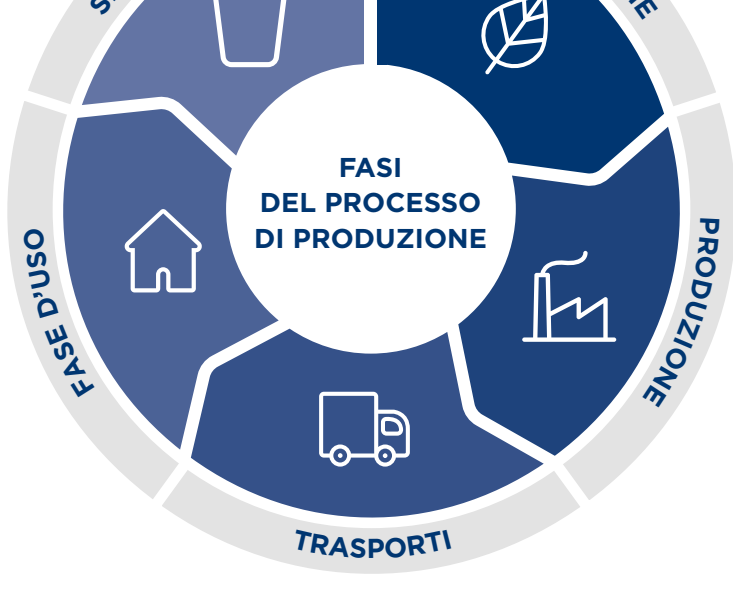 FASI
DEL PROCESSO
DI PRODUZIONE
PRODUZIONE
TRASPORTI
FASE D'USO